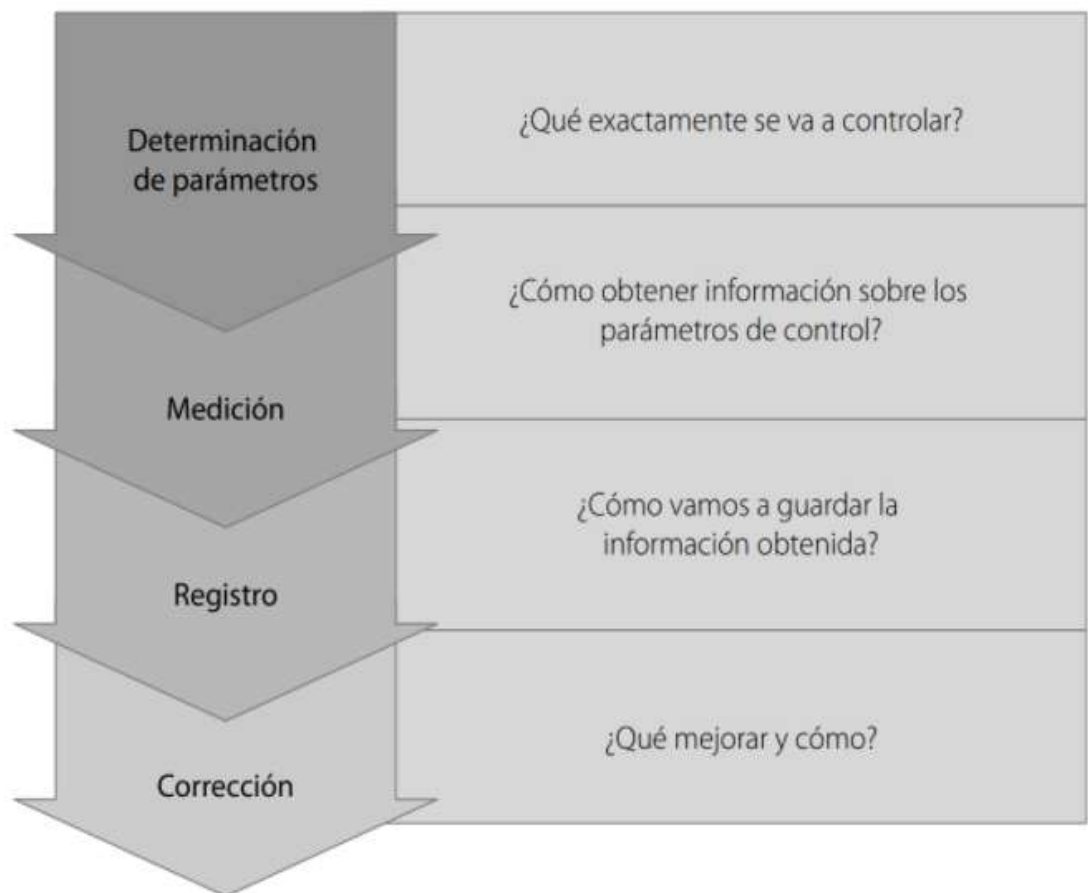 Determinación
de parámetros
¿Qué exactamente se va a controlar?
Medición
¿Cómo obtener información sobre los
parámetros de control?
Registro
¿Cómo vamos a guardar la
información obtenida?
Corrección
¿Qué mejorar y cómo?